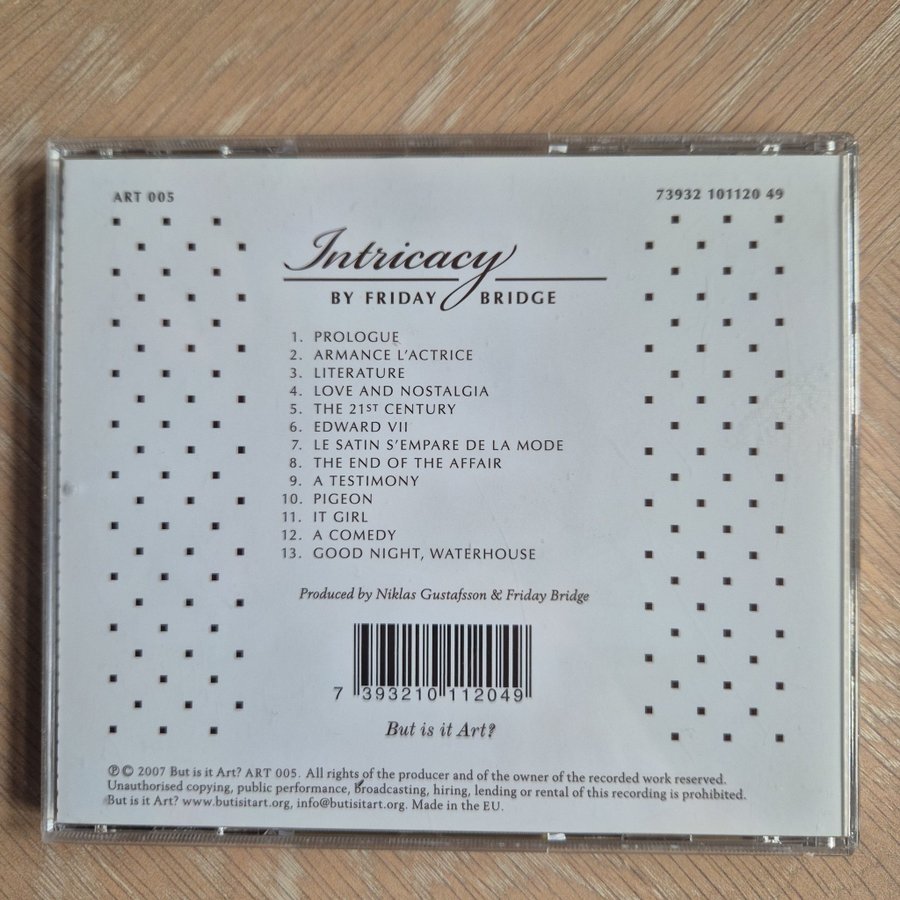 ART 005
73932 101120 49
Intricacy
BY FRIDAY BRIDGE
1. PROLOGUE
2. ARMANCE L'ACTRICE
3. LITERATURE
4. LOVE AND NOSTALGIA
5. THE 21ST CENTURY
6. EDWARD VII
7. LE SATIN S'EMPARE DE LA MODE
8. THE END OF THE AFFAIR
9. A TESTIMONY
10. PIGEON
11. IT GIRL
12. A COMEDY
13. GOOD NIGHT, WATERHOUSE
Produced by Niklas Gustafsson & Friday Bridge
7 393210 112049
But is it Art?
℗© 2007 But is it Art? ART 005. All rights of the producer and of the owner of the recorded work reserved.
Unauthorised copying, public performance, broadcasting, hiring, lending or rental of this recording is prohibited.
But is it Art? www.butisitart.org, info@butisitart.org. Made in the EU.